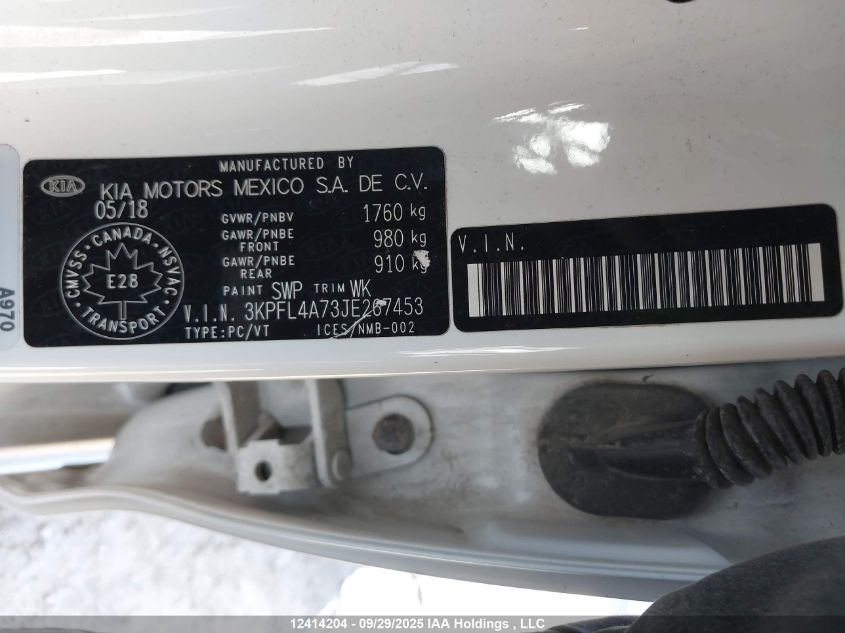 MANUFACTURED BY
KIA KIA MOTORS MEXICO S.A. DE C.V.
05/18
GVWR/PNBV 1760 kg
GAWR/PNBE FRONT 980 kg
GAWR/PNBE REAR 910 kg
PAINT SWP TRIM WK
V.I.N. 3KPFL4A73JE267453
TYPE:PC/VT ICES/NMB-002
CMVSS · CANADA · NSVAC
E28
TRANSPORT
V.I.N.
A970
12414204 - 09/29/2025 IAA Holdings , LLC